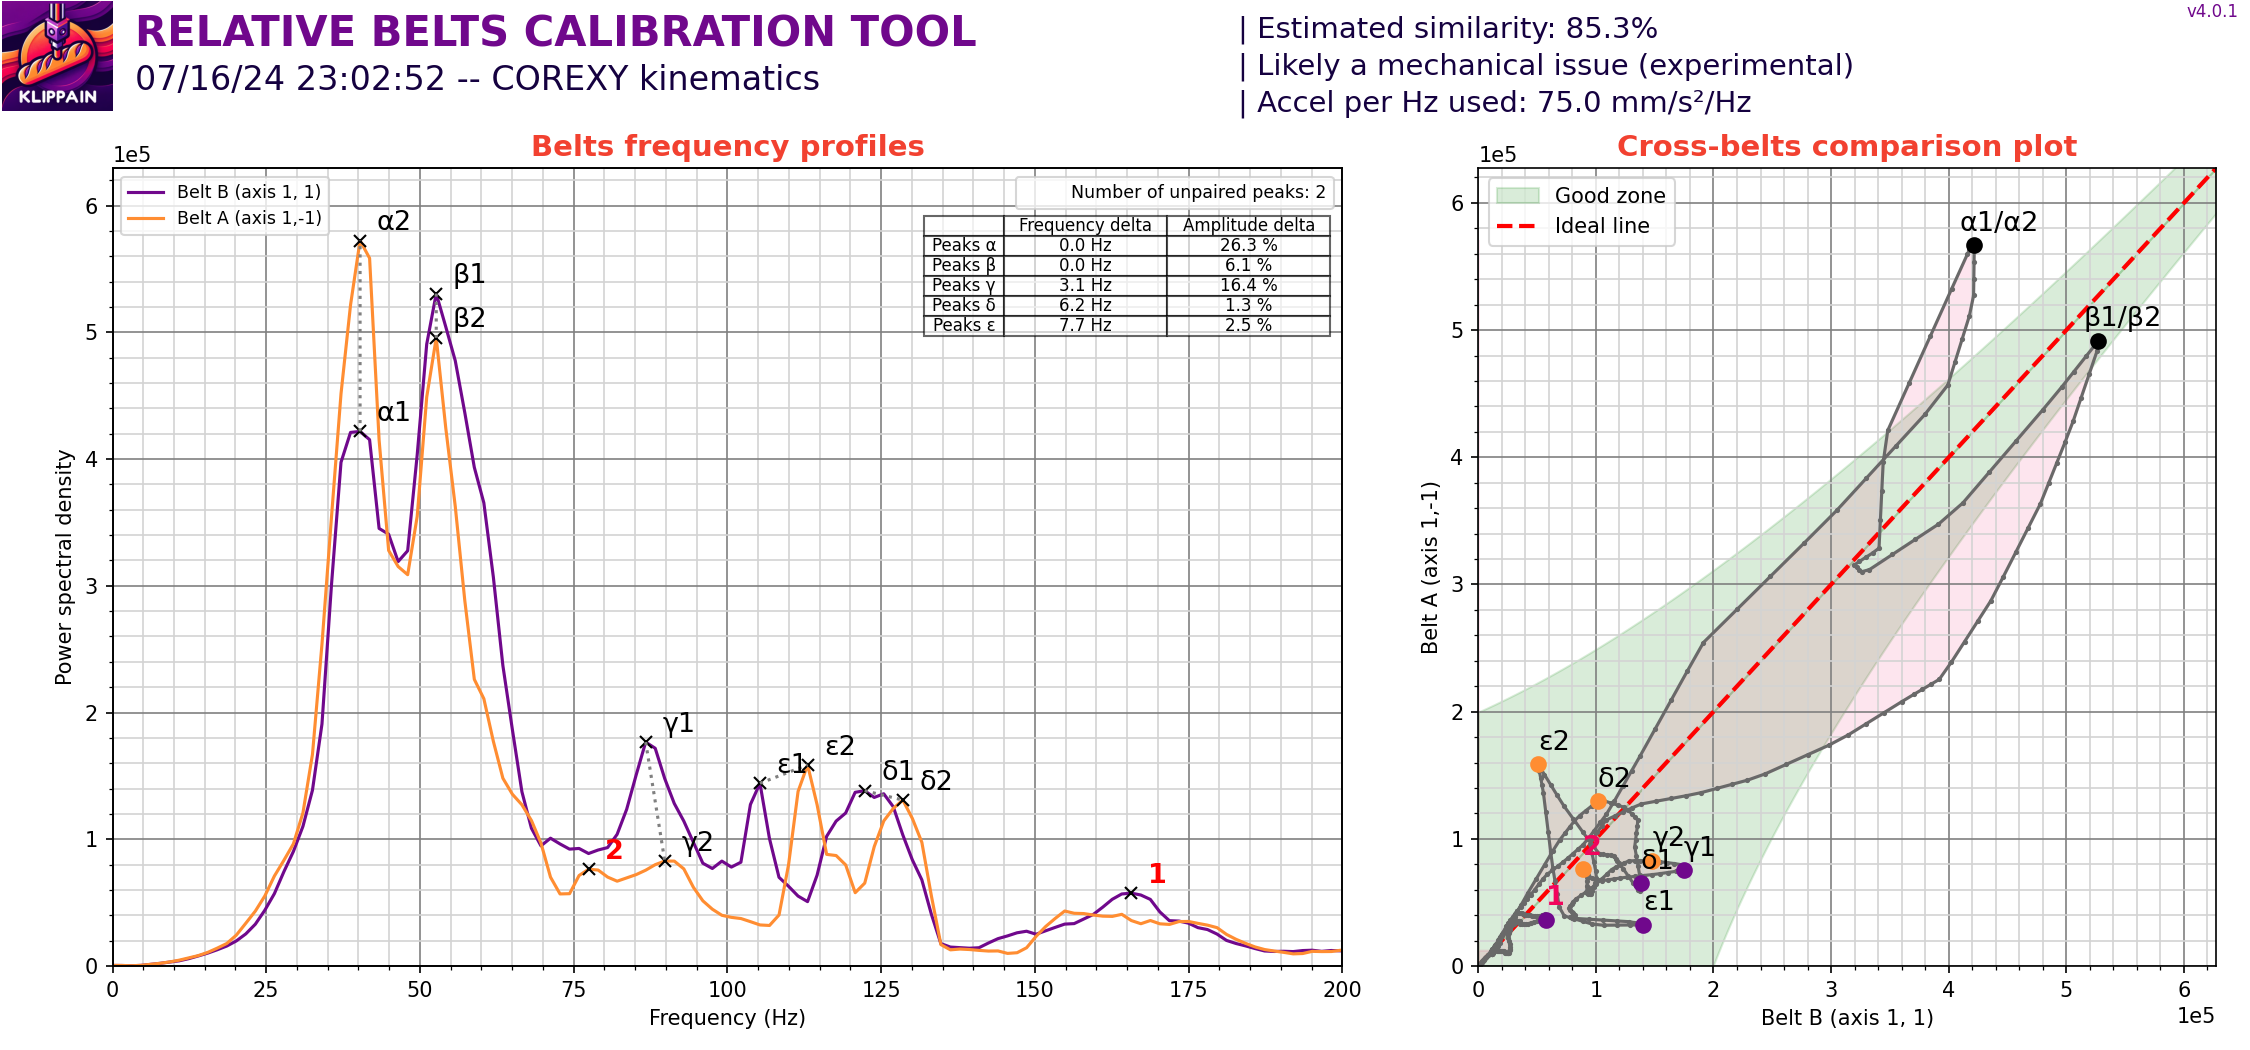 KLIPPAIN
RELATIVE BELTS CALIBRATION TOOL
07/16/24 23:02:52 -- COREXY kinematics
| Estimated similarity: 85.3%
| Likely a mechanical issue (experimental)
| Accel per Hz used: 75.0 mm/s²/Hz
v4.0.1
Belts frequency profiles
1e5
Belt B (axis 1, 1)
Belt A (axis 1,-1)
Number of unpaired peaks: 2
Frequency delta Amplitude delta
Peaks α 0.0 Hz 26.3 %
Peaks β 0.0 Hz 6.1 %
Peaks γ 3.1 Hz 16.4 %
Peaks δ 6.2 Hz 1.3 %
Peaks ε 7.7 Hz 2.5 %
α2
β1
β2
α1
γ1
ε2
ε1
δ1
δ2
γ2
2
1
6
5
4
3
2
1
0
Power spectral density
0 25 50 75 100 125 150 175 200
Frequency (Hz)
Cross-belts comparison plot
1e5
Good zone
Ideal line
α1/α2
β1/β2
ε2
δ2
2
γ2
γ1
δ1
1
ε1
6
5
4
3
2
1
0
Belt A (axis 1,-1)
0 1 2 3 4 5 6
1e5
Belt B (axis 1, 1)